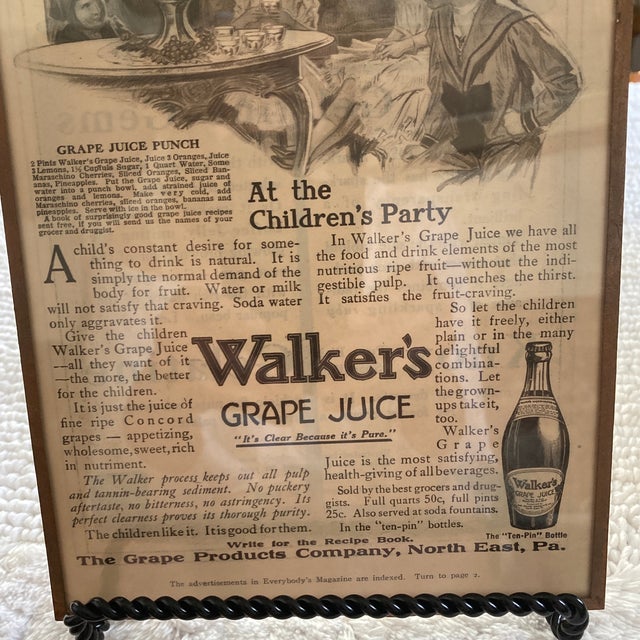 GRAPE JUICE PUNCH
2 Pints Walker's Grape Juice, Juice 3 Oranges, Juice
3 Lemons, 1½ Cupfuls Sugar, 1 Quart Water, Some
Maraschino Cherries, Sliced Oranges, Sliced Ban-
anas, Pineapples. Put the Grape Juice, sugar and
water into a punch bowl, add strained juice of
oranges and lemons. Make very cold, add
Maraschino cherries, sliced oranges, bananas and
pineapples. Serve with ice in the bowl.
A book of surprisingly good grape juice recipes
sent free, if you will send us the names of your
grocer and druggist.
At the
Children's Party
A child's constant desire for some-
thing to drink is natural. It is
simply the normal demand of the
body for fruit. Water or milk
will not satisfy that craving. Soda water
only aggravates it.
Give the children
Walker's Grape Juice
—all they want of it
—the more, the better
for the children.
It is just the juice of
fine ripe Concord
grapes — appetizing,
wholesome, sweet, rich
in nutriment.
The Walker process keeps out all pulp
and tannin-bearing sediment. No puckery
aftertaste, no bitterness, no astringency. Its
perfect clearness proves its thorough purity.
The children like it. It is good for them.
In Walker's Grape Juice we have all
the food and drink elements of the most
nutritious ripe fruit—without the indi-
gestible pulp. It quenches the thirst.
It satisfies the fruit-craving.
So let the children
have it freely, either
plain or in the many
delightful
combina-
tions. Let
the grown-
ups take it,
too.
Walker's
Grape
Juice is the most satisfying,
health-giving of all beverages.
Sold by the best grocers and drug-
gists. Full quarts 50c, full pints
25c. Also served at soda fountains.
In the "ten-pin" bottles.
Walker's
GRAPE JUICE
"It's Clear Because it's Pure."
Walker's
GRAPE JUICE
The "Ten-Pin" Bottle
Write for the Recipe Book.
The Grape Products Company, North East, Pa.
The advertisements in Everybody's Magazine are indexed. Turn to page 2.